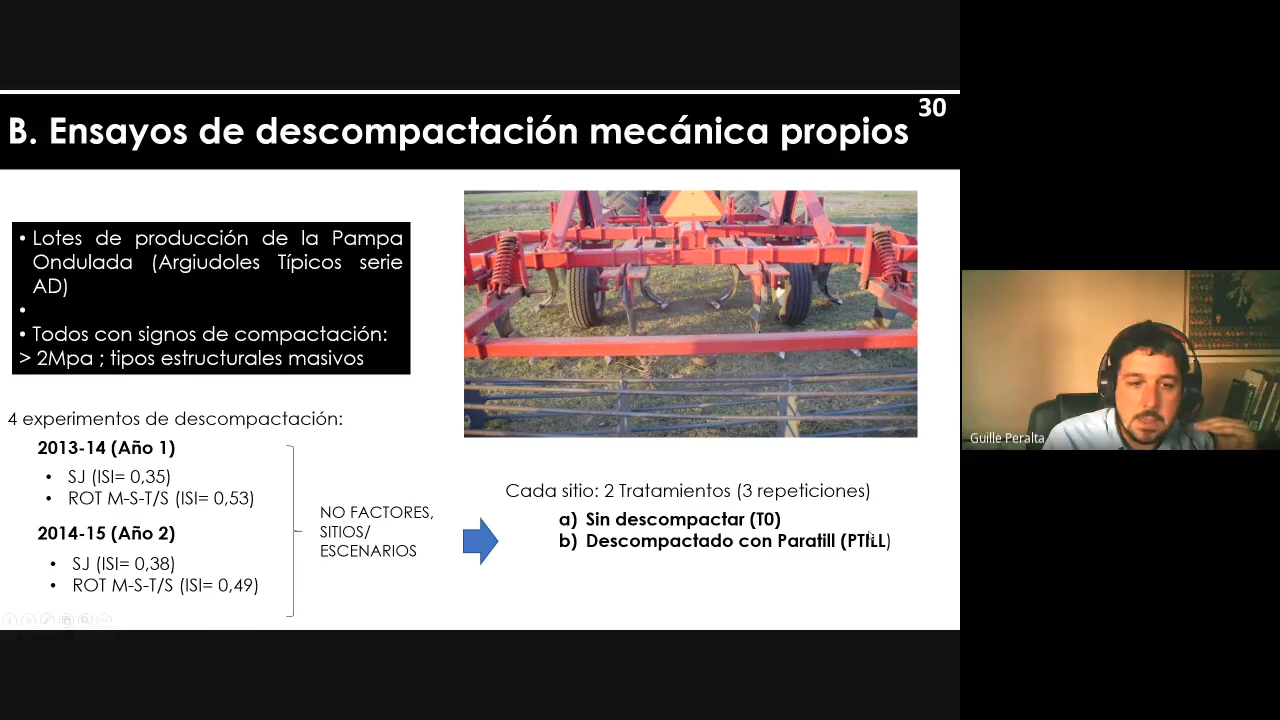 30
B. Ensayos de descompactación mecánica propios
• Lotes de producción de la Pampa
Ondulada (Argiudoles Típicos serie
AD)
•
• Todos con signos de compactación:
> 2Mpa ; tipos estructurales masivos
4 experimentos de descompactación:
2013-14 (Año 1)
• SJ (ISI= 0,35)
• ROT M-S-T/S (ISI= 0,53)
2014-15 (Año 2)
• SJ (ISI= 0,38)
• ROT M-S-T/S (ISI= 0,49)
NO FACTORES,
SITIOS/
ESCENARIOS
Cada sitio: 2 Tratamientos (3 repeticiones)
a) Sin descompactar (T0)
b) Descompactado con Paratill (PTILL)
Guille Peralta